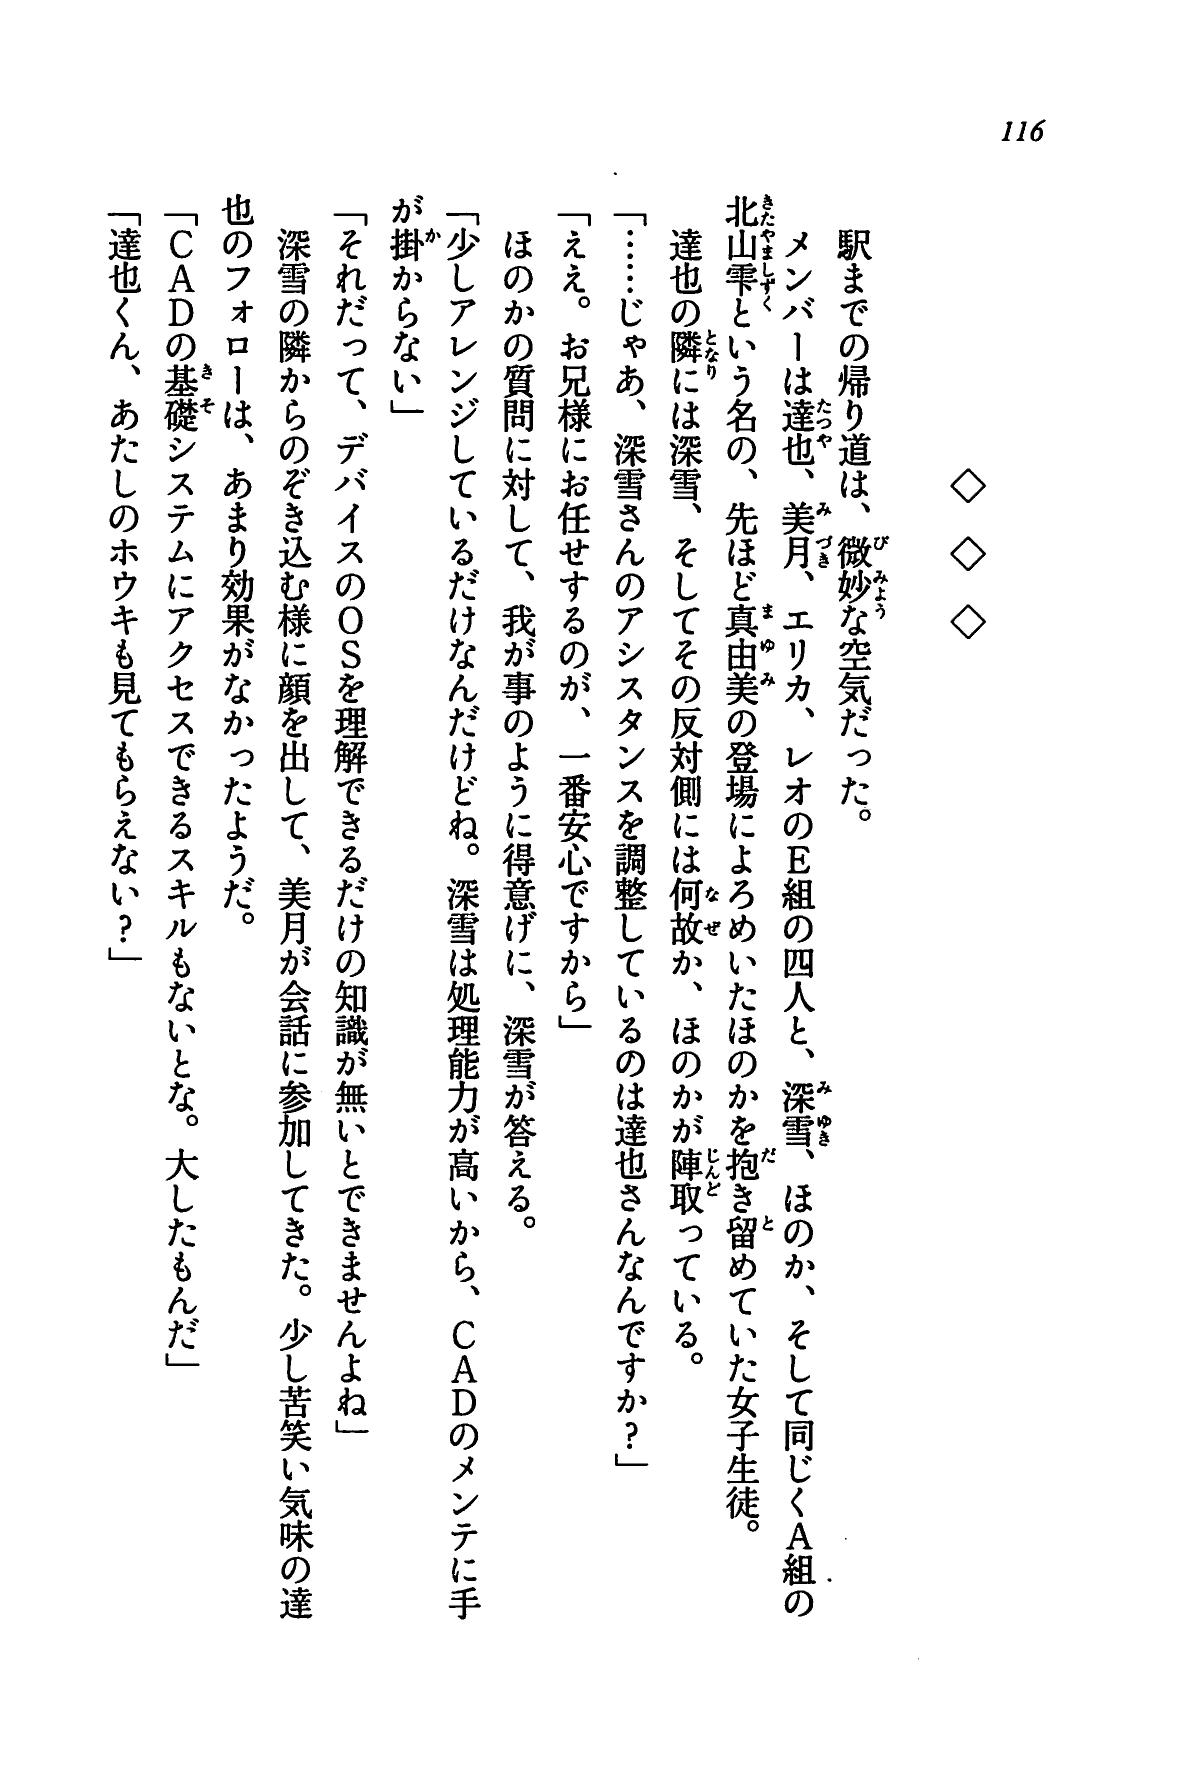 116
◇ ◇ ◇
駅までの帰り道は、微妙な空気だった。
メンバーは達也、美月、エリカ、レオのE組の四人と、深雪、ほのか、そして同じくA組の
北山雫という名の、先ほど真由美の登場によろめいたほのかを抱き留めていた女子生徒。
達也の隣には深雪、そしてその反対側には何故か、ほのかが陣取っている。
「……じゃあ、深雪さんのアシスタンスを調整しているのは達也さんなんですか?」
「ええ。お兄様にお任せするのが、一番安心ですから」
ほのかの質問に対して、我が事のように得意げに、深雪が答える。
「少しアレンジしているだけなんだけどね。深雪は処理能力が高いから、CADのメンテに手
が掛からない」
「それだって、デバイスのOSを理解できるだけの知識が無いとできませんよね」
深雪の隣からのぞき込む様に顔を出して、美月が会話に参加してきた。少し苦笑い気味の達
也のフォローは、あまり効果がなかったようだ。
「CADの基礎システムにアクセスできるスキルもないとな。大したもんだ」
「達也くん、あたしのホウキも見てもらえない?」